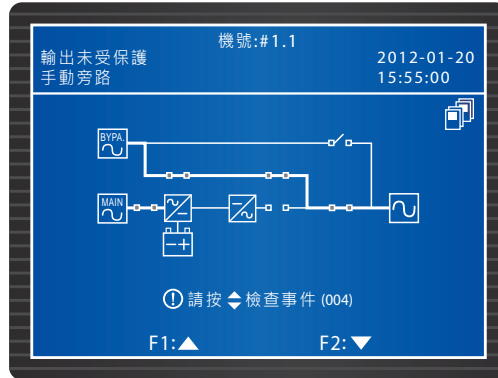 機號:#1.1
輸出未受保護
手動旁路
2012-01-20
15:55:00
BYPA.
MAIN
請按檢查事件 (004)
F1:
F2: